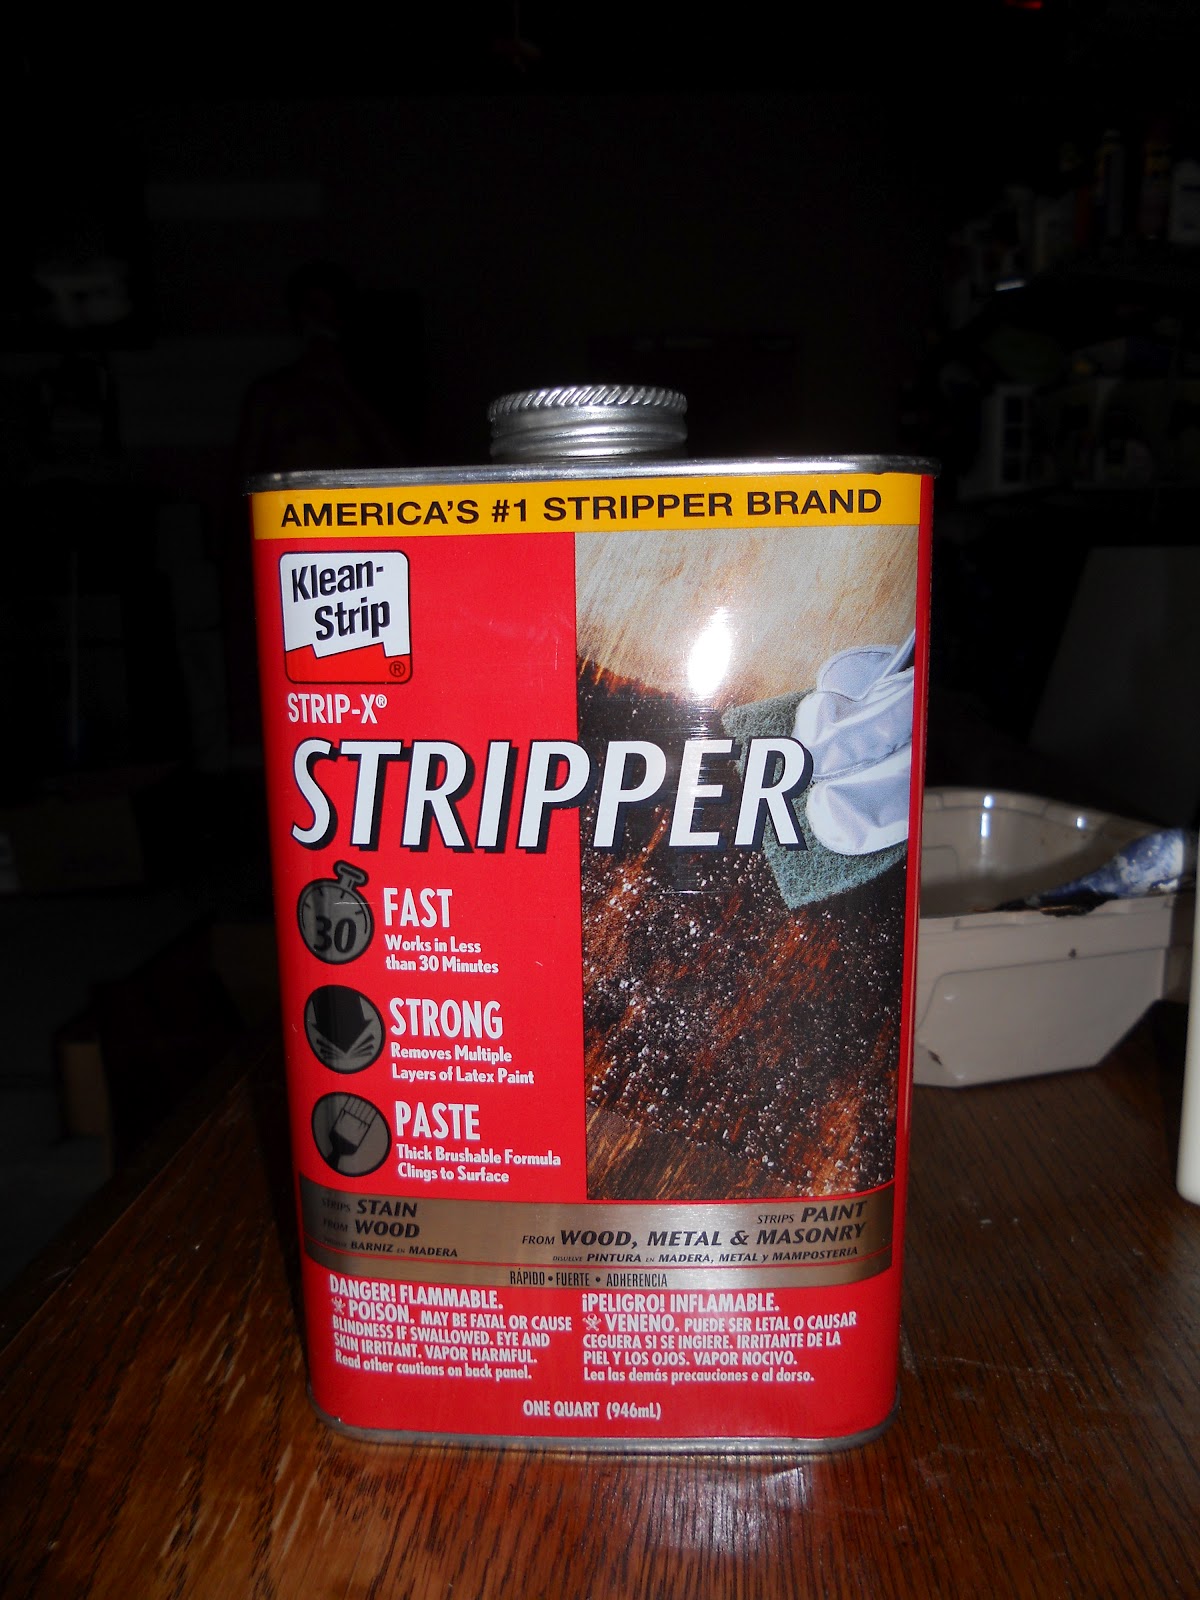 AMERICA'S #1 STRIPPER BRAND
Klean-
Strip
®
STRIP-X®
STRIPPER
30
FAST
Works in Less
than 30 Minutes
STRONG
Removes Multiple
Layers of Latex Paint
PASTE
Thick Brushable Formula
Clings to Surface
STRIPS STAIN
FROM WOOD
BARNIZ EN MADERA
STRIPS PAINT
FROM WOOD, METAL & MASONRY
DISUELVE PINTURA EN MADERA, METAL Y MAMPOSTERIA
RÁPIDO • FUERTE • ADHERENCIA
DANGER! FLAMMABLE.
POISON. MAY BE FATAL OR CAUSE
BLINDNESS IF SWALLOWED. EYE AND
SKIN IRRITANT. VAPOR HARMFUL.
Read other cautions on back panel.
¡PELIGRO! INFLAMABLE.
VENENO. PUEDE SER LETAL O CAUSAR
CEGUERA SI SE INGIERE. IRRITANTE DE LA
PIEL Y LOS OJOS. VAPOR NOCIVO.
Lea las demás precauciones e al dorso.
ONE QUART (946mL)